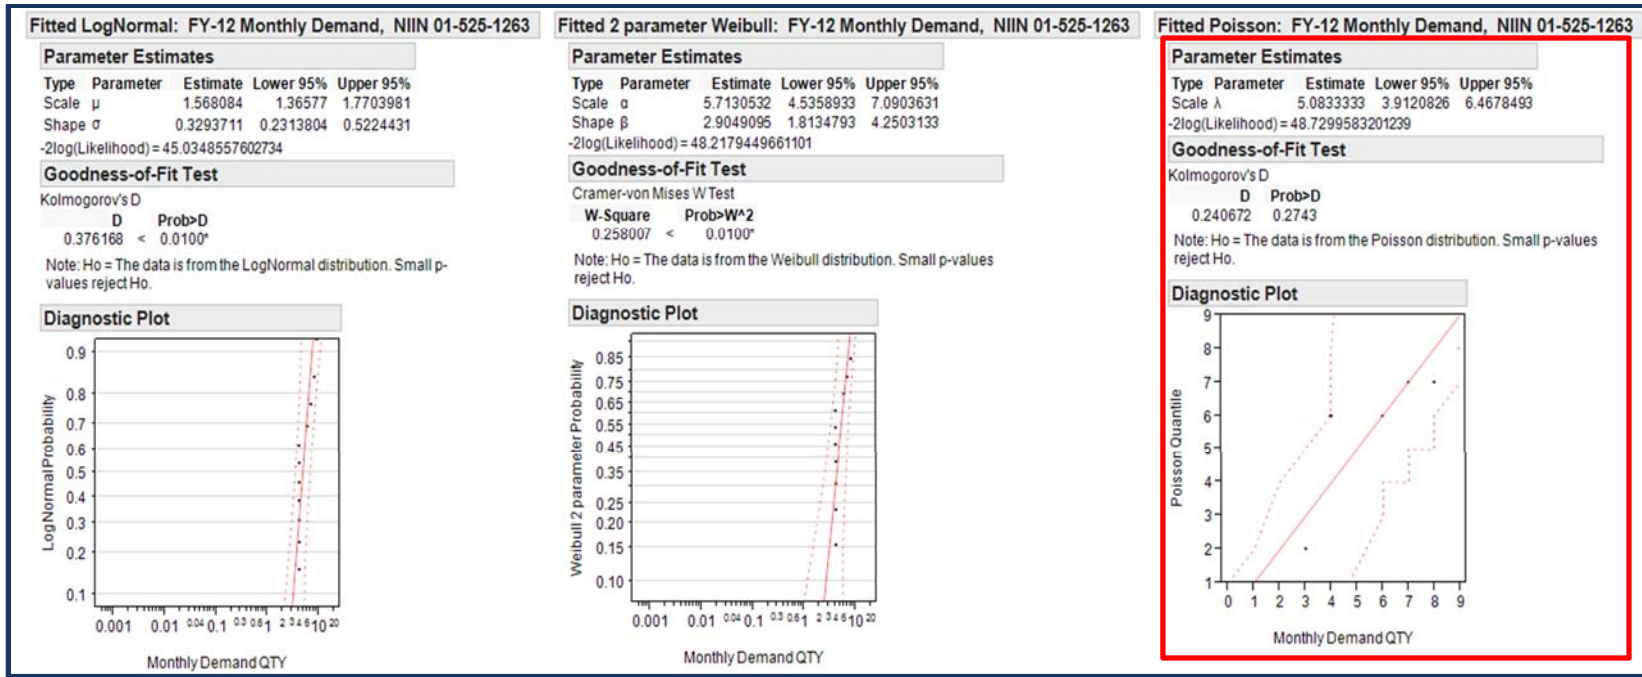 Fitted LogNormal: FY-12 Monthly Demand, NIIN 01-525-1263
Parameter Estimates
Type Parameter Estimate Lower 95% Upper 95%
Scale μ 1.568084 1.36577 1.7703981
Shape σ 0.3293711 0.2313804 0.5224431
-2log(Likelihood) = 45.0348557602734
Goodness-of-Fit Test
Kolmogorov's D
D Prob>D
0.376168 < 0.0100*
Note: Ho = The data is from the LogNormal distribution. Small p-
values reject Ho.
Diagnostic Plot
LogNormal Probability
0.9
0.8
0.7
0.6
0.5
0.4
0.3
0.2
0.1
0.001 0.01 0.04 0.1 0.3 0.6 1 2 3 4 6 10 20
Monthly Demand QTY
Fitted 2 parameter Weibull: FY-12 Monthly Demand, NIIN 01-525-1263
Parameter Estimates
Type Parameter Estimate Lower 95% Upper 95%
Scale α 5.7130532 4.5358933 7.0903631
Shape β 2.9049095 1.8134793 4.2503133
-2log(Likelihood) = 48.2179449661101
Goodness-of-Fit Test
Cramer-von Mises W Test
W-Square Prob>W^2
0.258007 < 0.0100*
Note: Ho = The data is from the Weibull distribution. Small p-values
reject Ho.
Diagnostic Plot
Weibull 2 parameter Probability
0.85
0.75
0.65
0.55
0.45
0.35
0.25
0.20
0.15
0.10
0.001 0.01 0.04 0.1 0.3 0.6 1 2 3 4 6 10 20
Monthly Demand QTY
Fitted Poisson: FY-12 Monthly Demand, NIIN 01-525-1263
Parameter Estimates
Type Parameter Estimate Lower 95% Upper 95%
Scale λ 5.0833333 3.9120826 6.4678493
-2log(Likelihood) = 48.7299583201239
Goodness-of-Fit Test
Kolmogorov's D
D Prob>D
0.240672 0.2743
Note: Ho = The data is from the Poisson distribution. Small p-values
reject Ho.
Diagnostic Plot
Poisson Quantile
9
8
7
6
5
4
3
2
1
0 1 2 3 4 5 6 7 8 9
Monthly Demand QTY